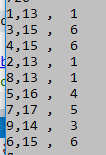 1,13 ,  1
3,15 ,  6
4,15 ,  6
2,13 ,  1
8,13 ,  1
5,16 ,  4
7,17 ,  5
9,14 ,  3
6,15 ,  6